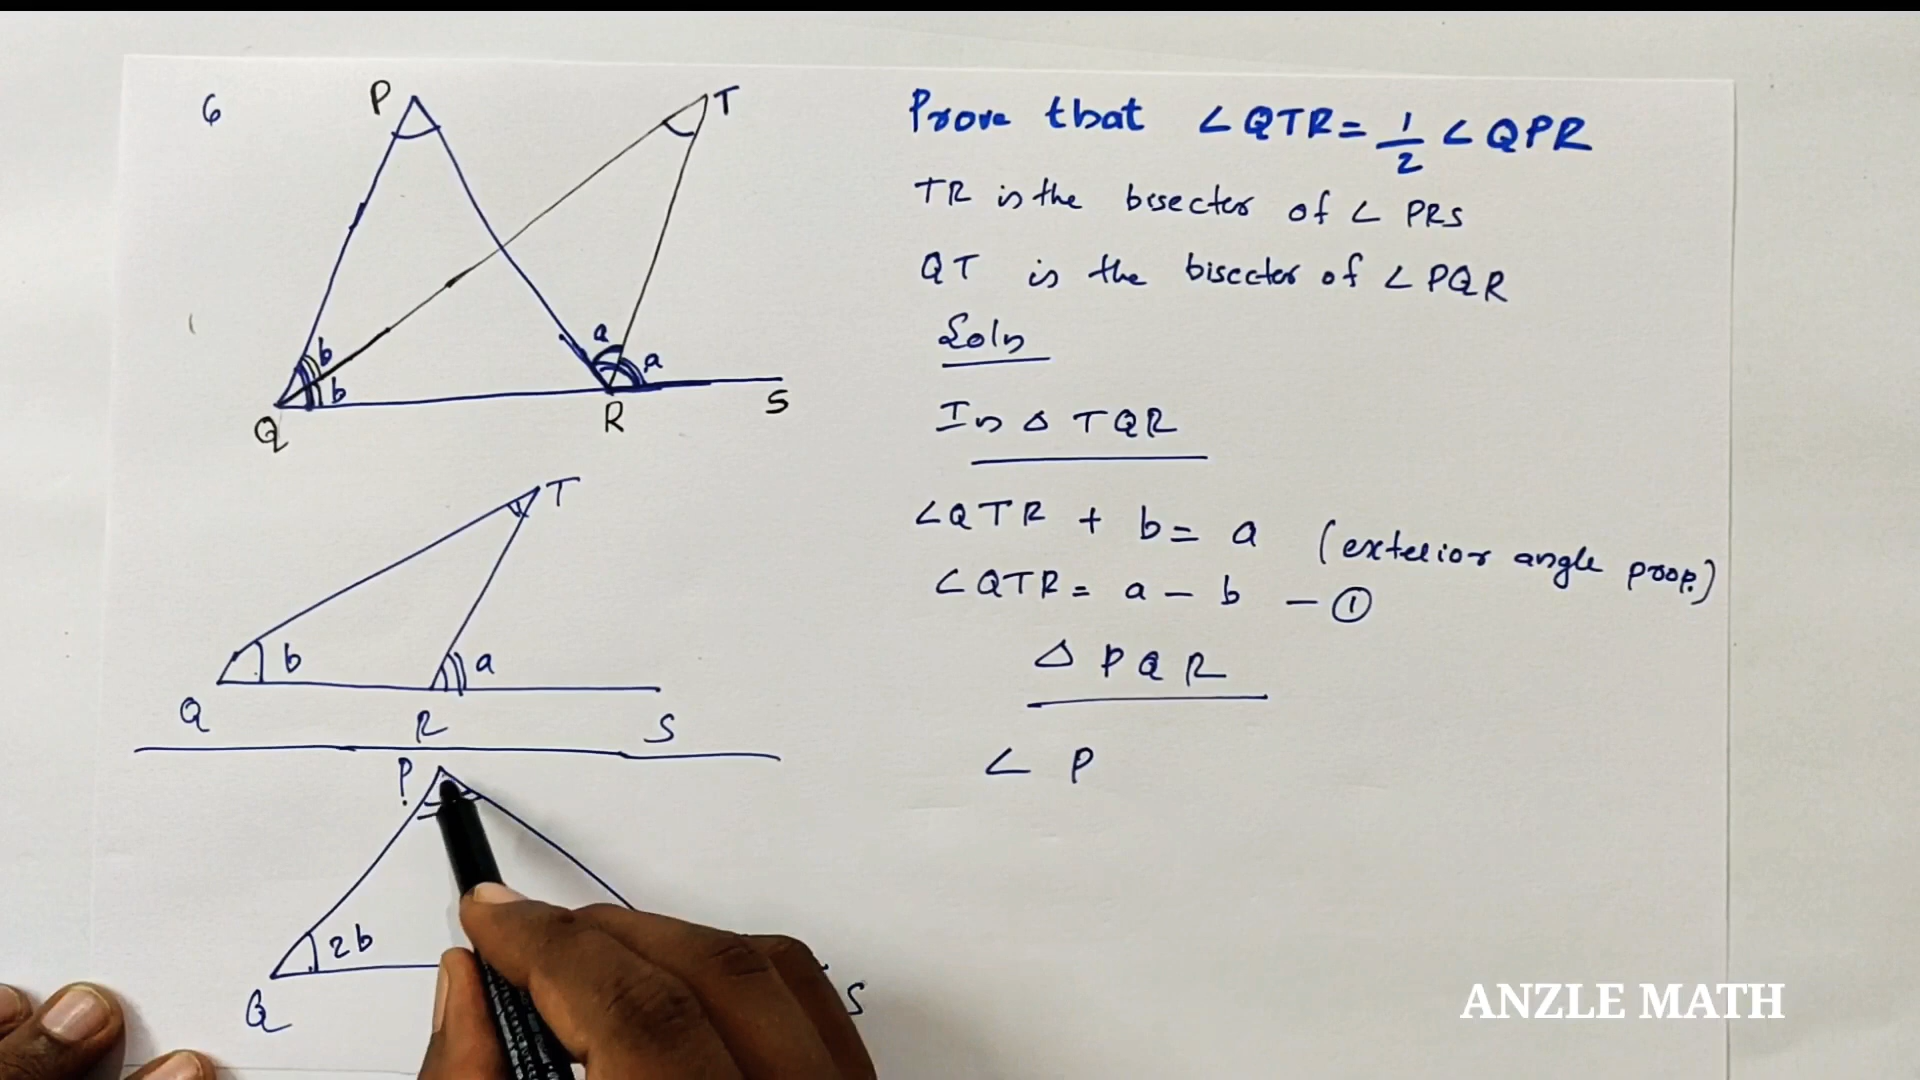 6
P
T
b
b
a
a
Q
R
S
T
b
a
Q
R
S
P
2b
Q
S
Prove that ∠QTR = 1/2 ∠QPR
TR is the bisector of ∠ PRS
QT is the bisector of ∠PQR
Soln
In Δ TQR
∠QTR + b = a (exterior angle prop.)
∠QTR = a - b - ①
Δ PQR
∠ P
ANZLE MATH